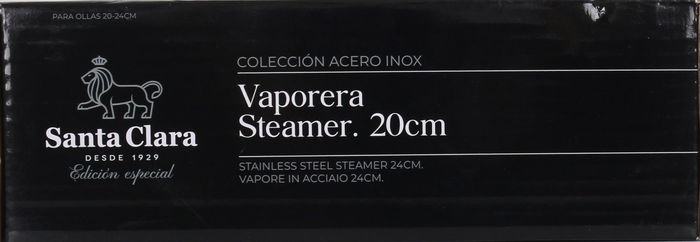 PARA OLLAS 20-24CM
Santa Clara
DESDE 1929
Edición especial
COLECCIÓN ACERO INOX
Vaporera
Steamer. 20cm
STAINLESS STEEL STEAMER 24CM.
VAPORE IN ACCIAIO 24CM.